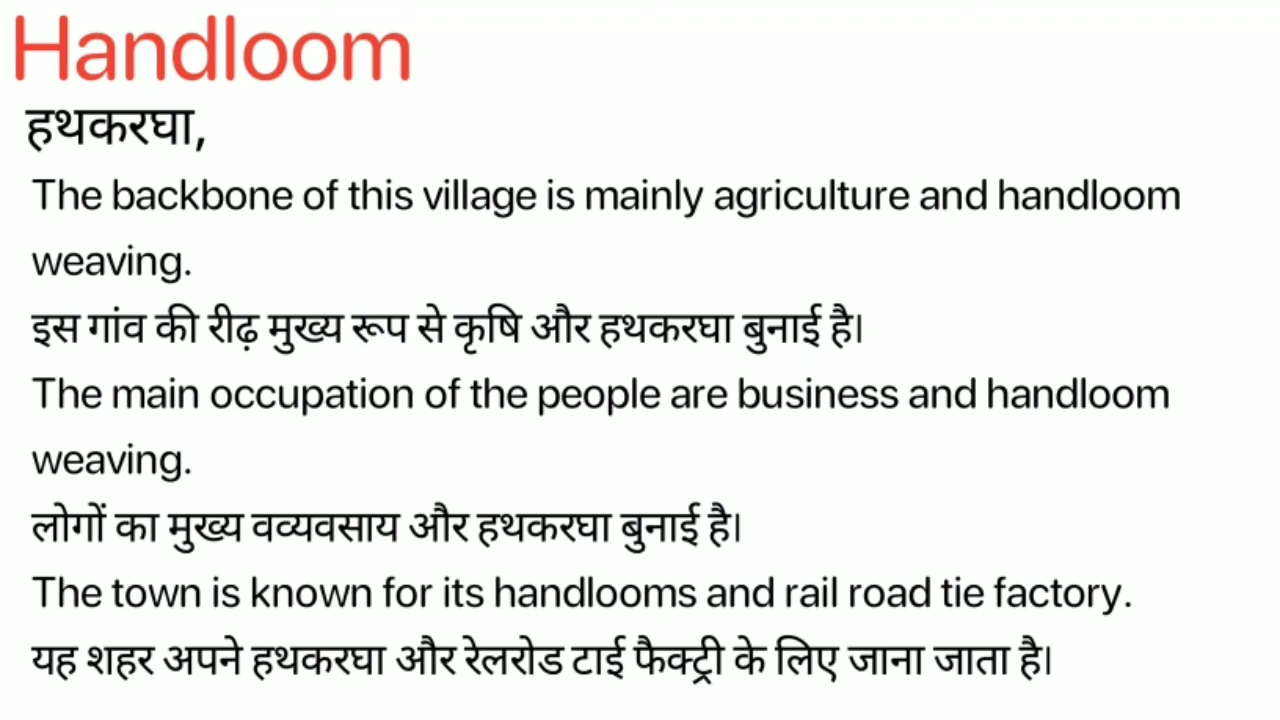 Handloom
हथकरघा,
The backbone of this village is mainly agriculture and handloom
weaving.
इस गांव की रीढ़ मुख्य रूप से कृषि और हथकरघा बुनाई है।
The main occupation of the people are business and handloom
weaving.
लोगों का मुख्य वव्यवसाय और हथकरघा बुनाई है।
The town is known for its handlooms and rail road tie factory.
यह शहर अपने हथकरघा और रेलरोड टाई फैक्ट्री के लिए जाना जाता है।